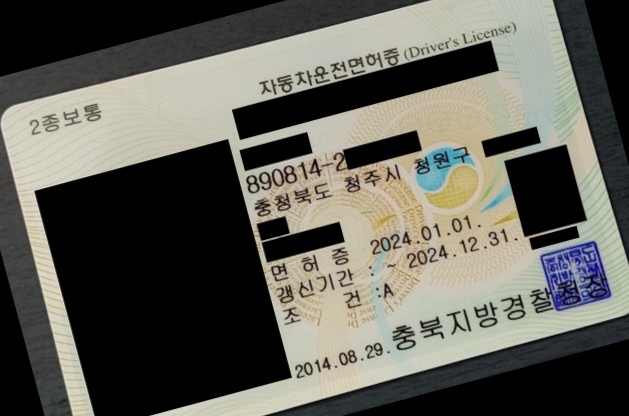 자동차운전면허증 (Driver's License)
2종보통
890814-2
충청북도 청주시 청원구
면 허 증
갱신기간 : 2024.01.01.
~ 2024.12.31.
조 건 :A
2014.08.29. 충북지방경찰청장